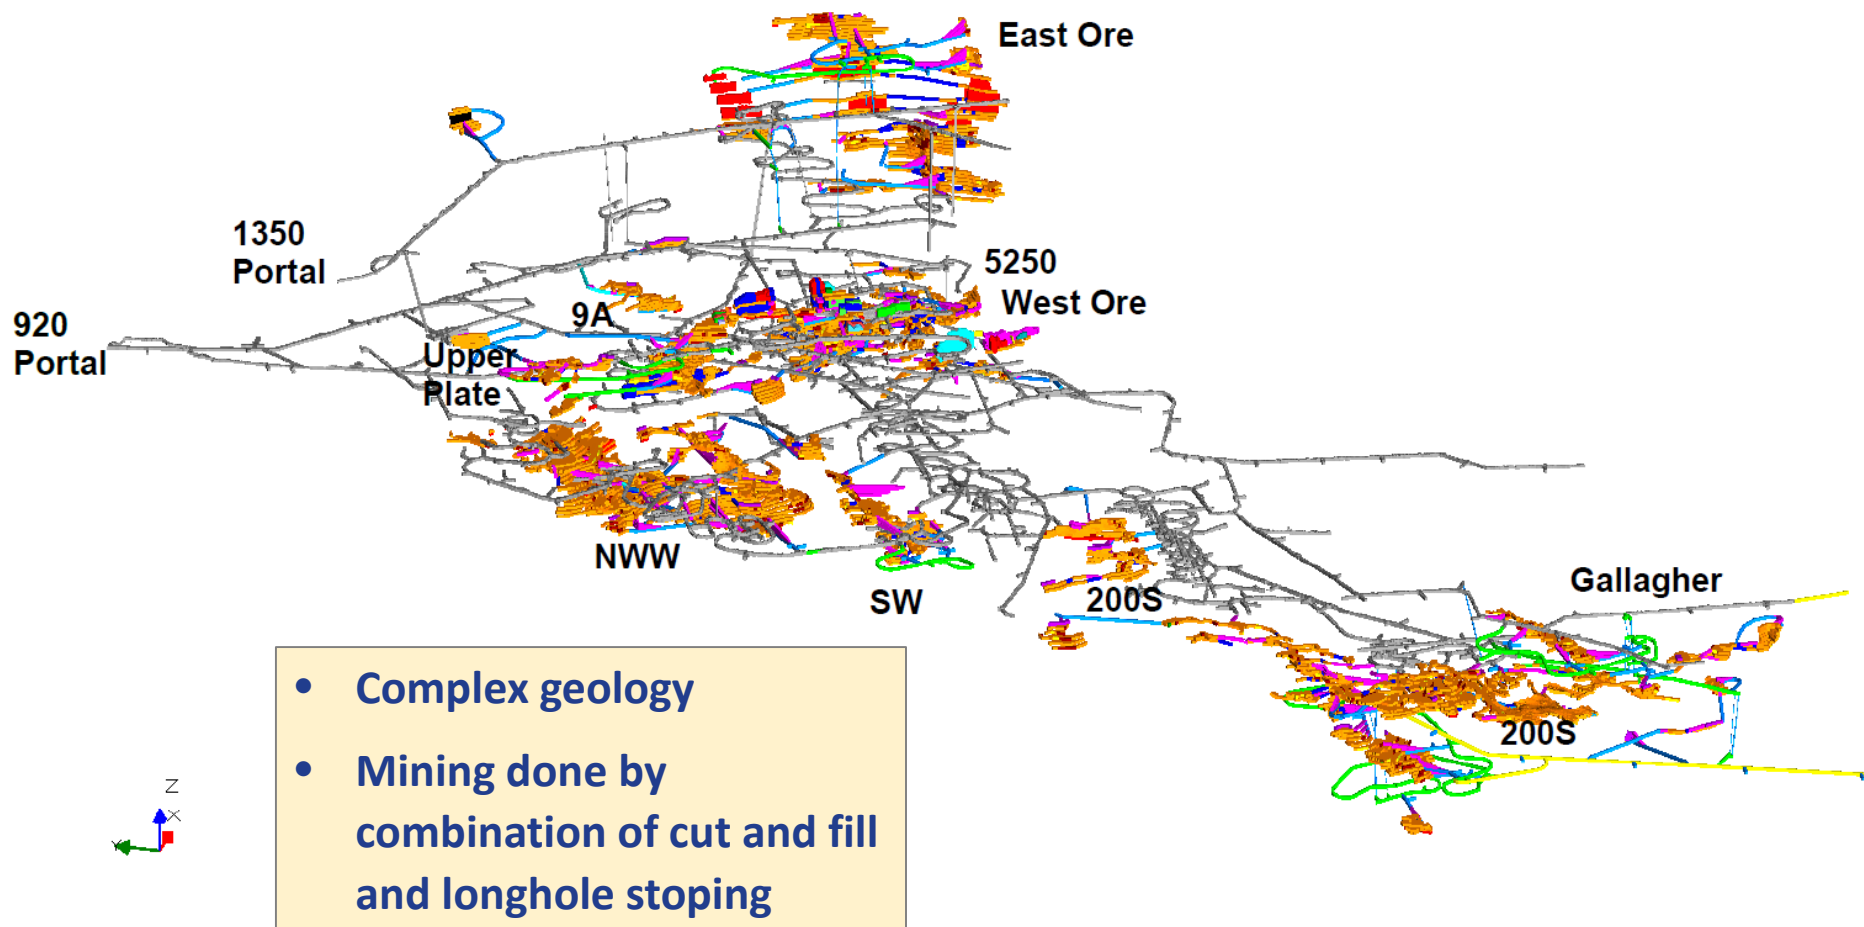 East Ore
1350
Portal
5250
West Ore
920
Portal
9A
Upper
Plate
NWW
SW
200S
Gallagher
200S
• Complex geology
• Mining done by
combination of cut and fill
and longhole stoping
Z
X
Y